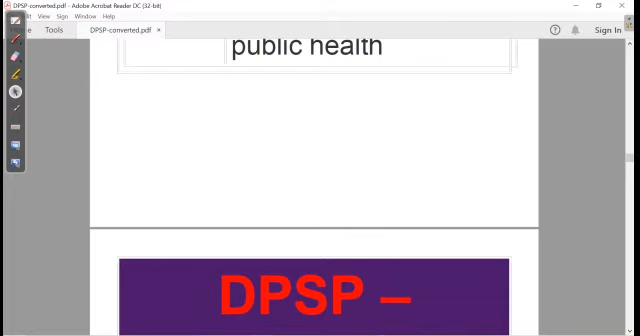 DPSP-converted.pdf - Adobe Acrobat Reader DC (32-bit)
Edit View Sign Window Help
Tools
DPSP-converted.pdf ×
Sign In
public health
DPSP –